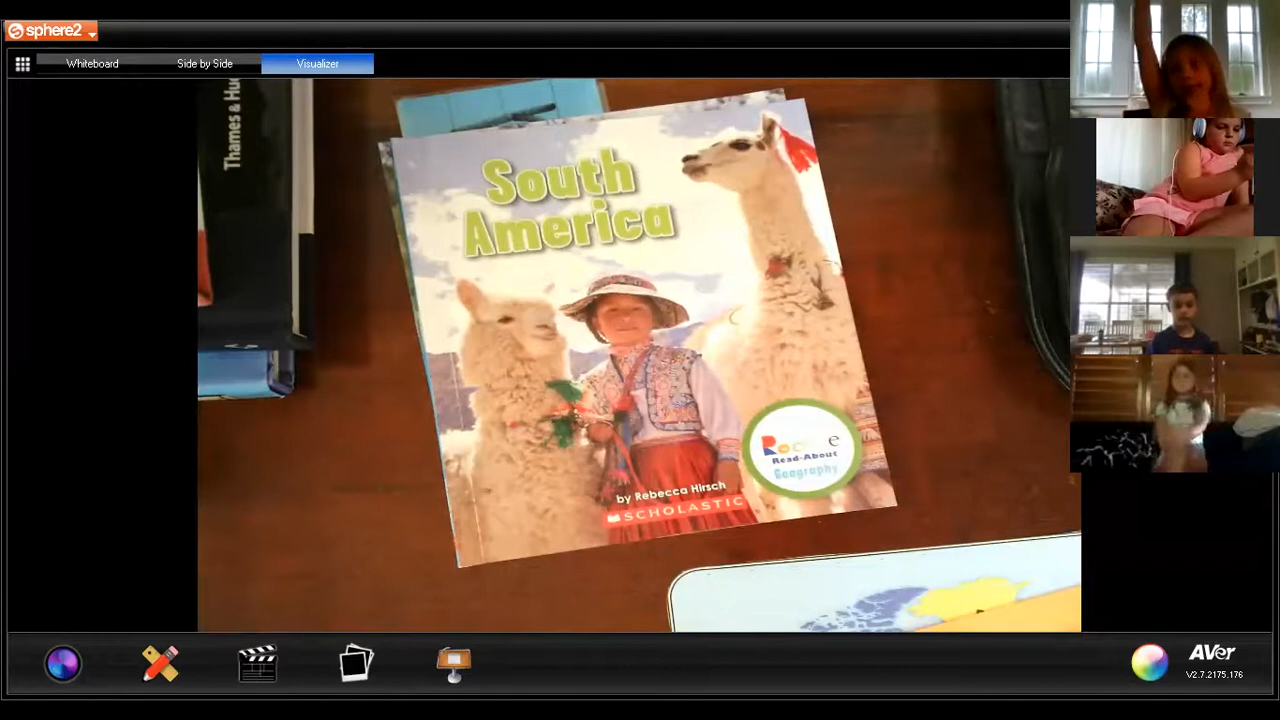 sphere2
Whiteboard
Side by Side
Visualizer
Thames & Hu
South
America
Read-About
Geography
by Rebecca Hirsch
SCHOLASTIC
AVer
V2.7.2175.176